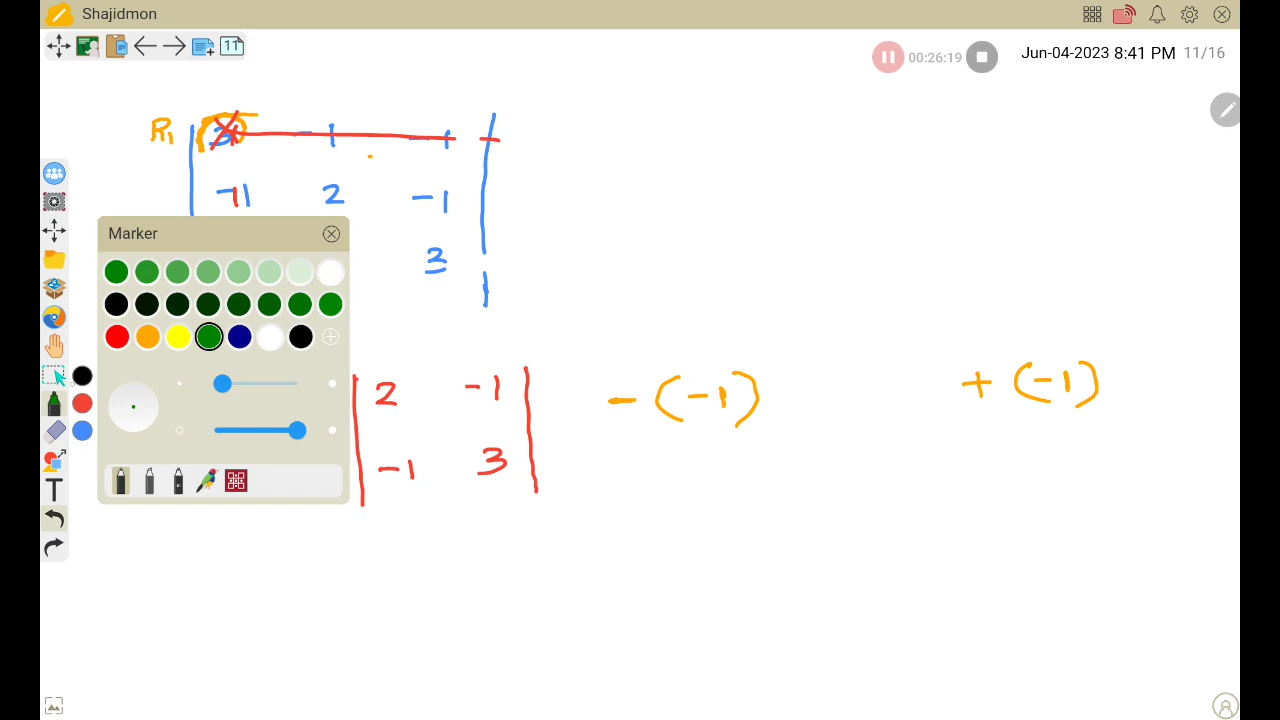 Shajidmon
11
00:26:19
Jun-04-2023 8:41 PM 11/16
R1 3 -1 -1
-1 2 -1
3
Marker
2 -1 - (-1) + (-1)
-1 3
T